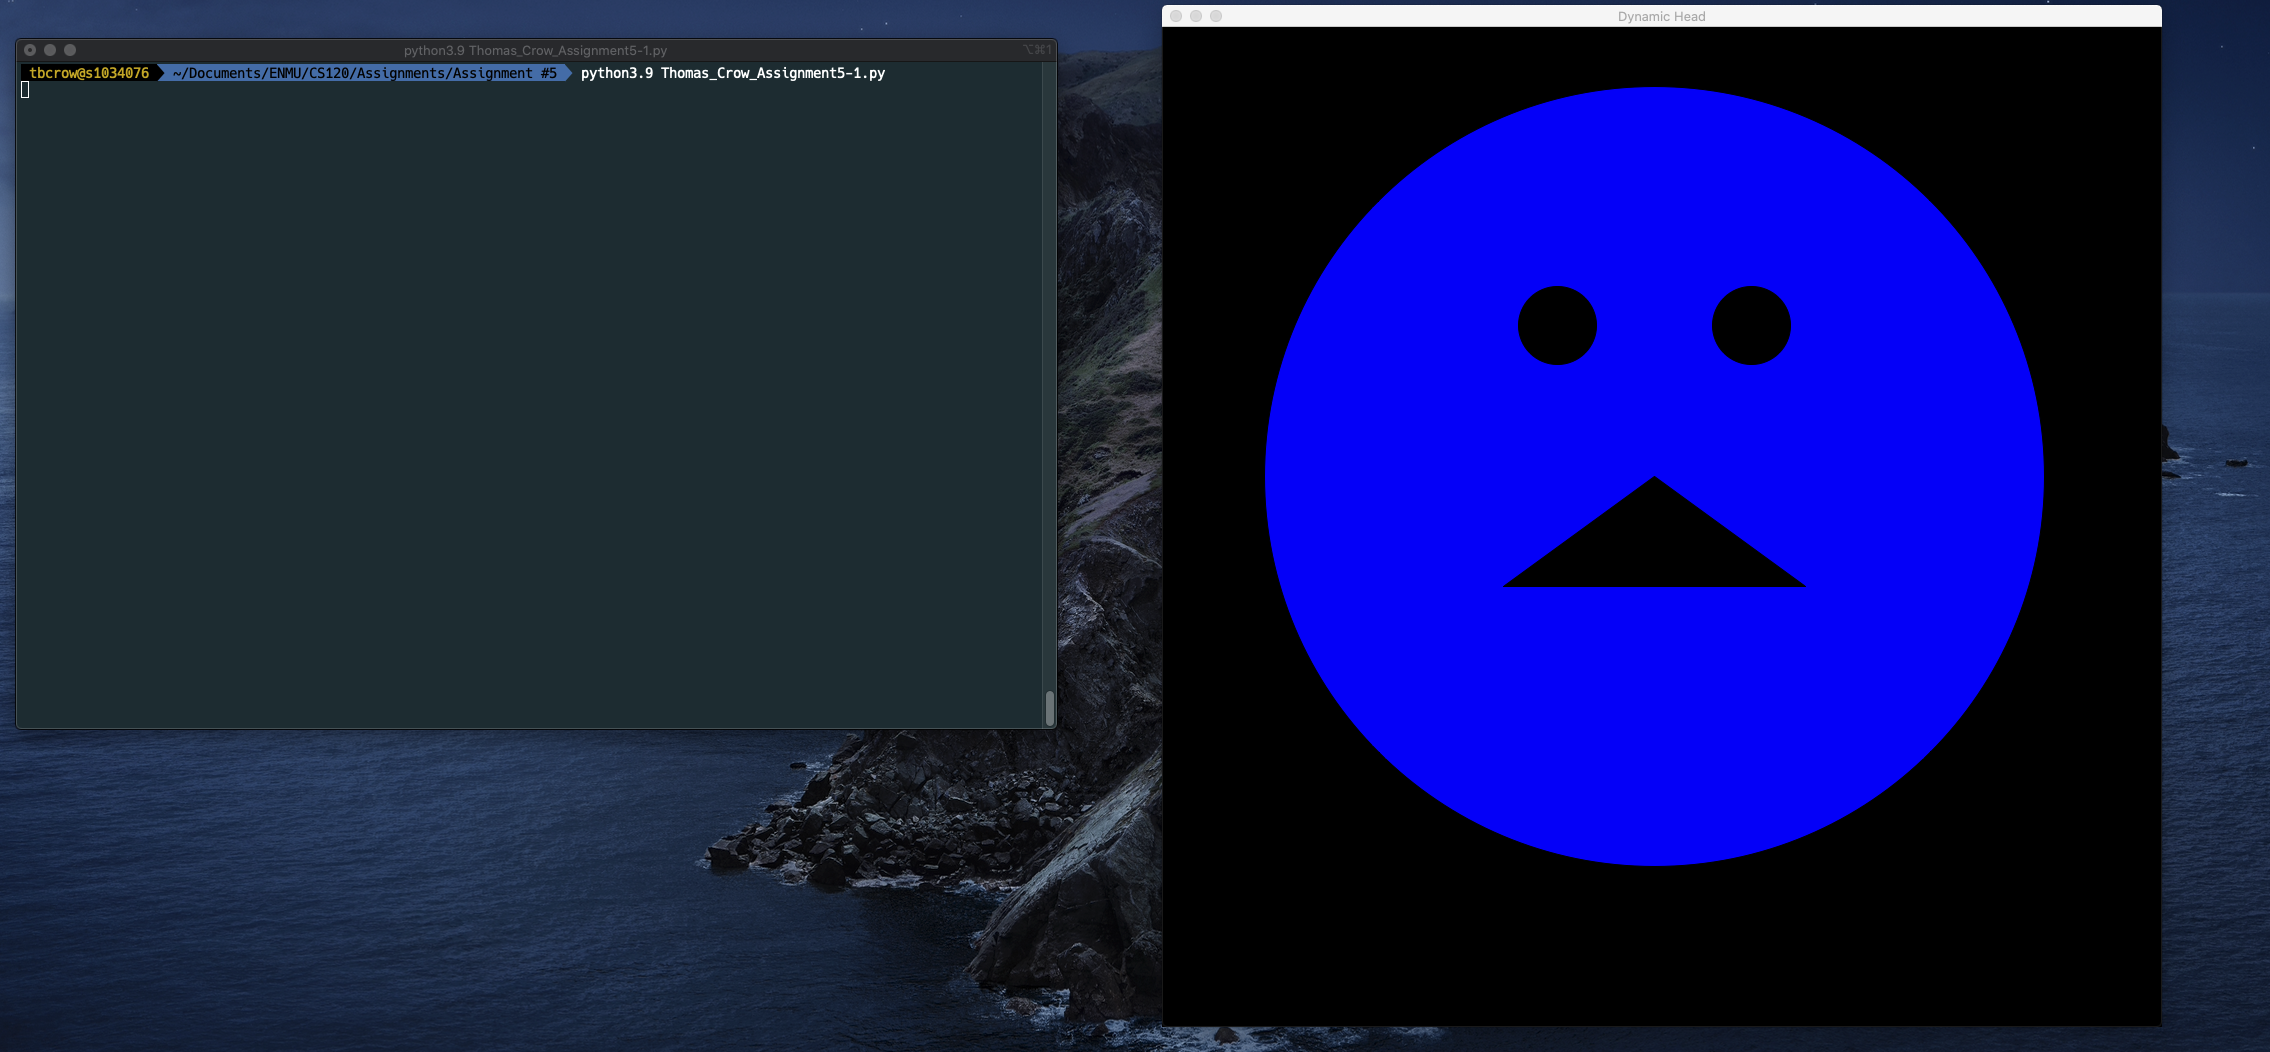 python3.9 Thomas_Crow_Assignment5-1.py
⌥⌘1
tbcrow@s1034076 ~/Documents/ENMU/CS120/Assignments/Assignment #5 python3.9 Thomas_Crow_Assignment5-1.py
Dynamic Head